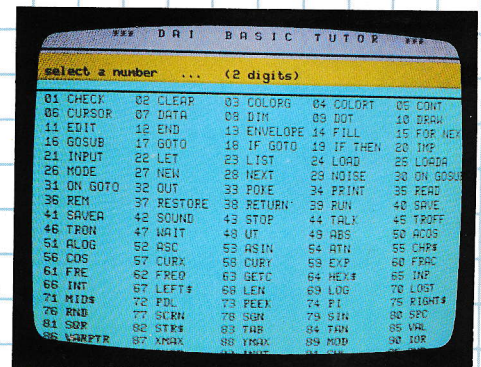 *** DAI BASIC TUTOR ***
select a number ... (2 digits)
01 CHECK 02 CLEAR 03 COLORG 04 COLORT 05 CONT
06 CURSOR 07 DATA 08 DIM 09 DOT 10 DRAW
11 EDIT 12 END 13 ENVELOPE 14 FILL 15 FOR NEX
16 GOSUB 17 GOTO 18 IF GOTO 19 IF THEN 20 IMP
21 INPUT 22 LET 23 LIST 24 LOAD 25 LOADA
26 MODE 27 NEW 28 NEXT 29 NOISE 30 ON GOSU
31 ON GOTO 32 OUT 33 POKE 34 PRINT 35 READ
36 REM 37 RESTORE 38 RETURN 39 RUN 40 SAVE
41 SAVEA 42 SOUND 43 STOP 44 TALK 45 TROFF
46 TRON 47 WAIT 48 UT 49 ABS 50 ACOS
51 ALOG 52 ASC 53 ASIN 54 ATN 55 CHR$
56 COS 57 CURX 58 CURY 59 EXP 60 FRAC
61 FRE 62 FREQ 63 GETC 64 HEX$ 65 INP
66 INT 67 LEFT$ 68 LEN 69 LOG 70 LOGT
71 MID$ 72 PDL 73 PEEK 74 PI 75 RIGHT$
76 RND 77 SCRN 78 SGN 79 SIN 80 SPC
81 SQR 82 STR$ 83 TAB 84 TAN 85 VAL
86 VARPTR 87 XMAX 88 YMAX 89 MOD 90 IOR